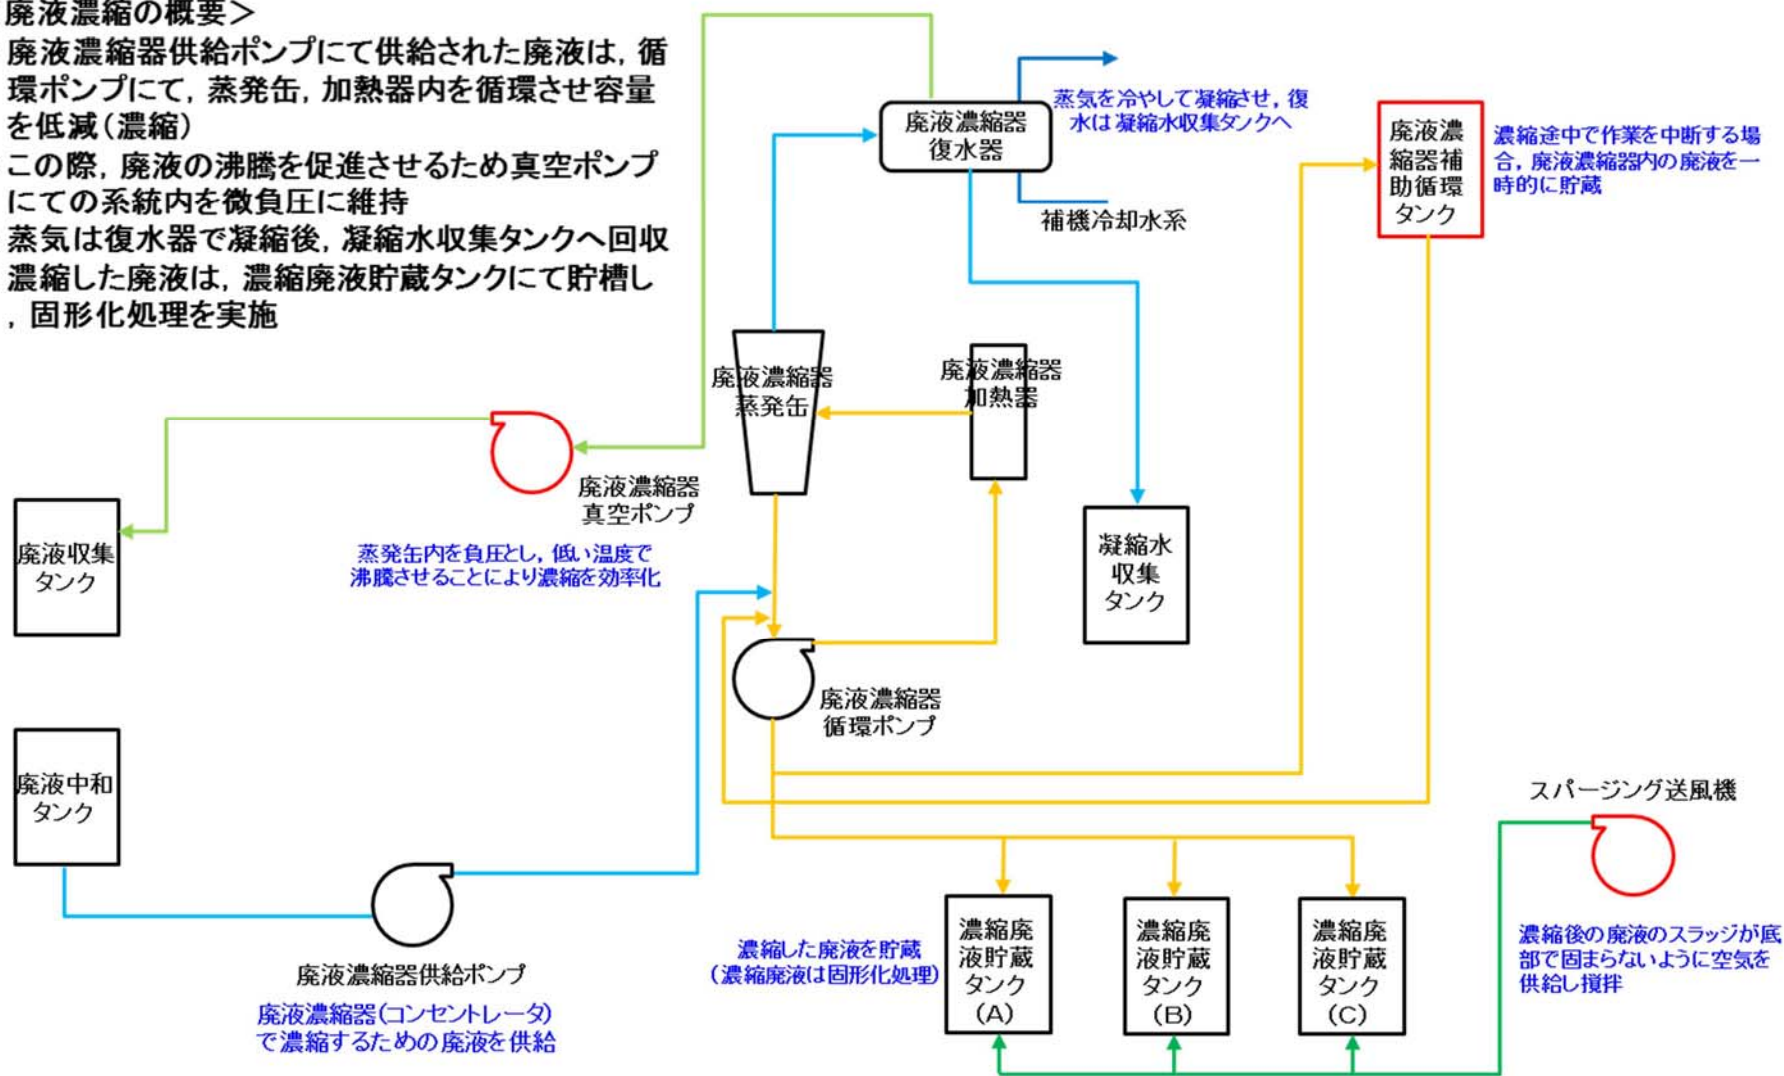 廃液濃縮の概要＞
廃液濃縮器供給ポンプにて供給された廃液は，循
環ポンプにて，蒸発缶，加熱器内を循環させ容量
を低減（濃縮）
この際，廃液の沸騰を促進させるため真空ポンプ
にての系統内を微負圧に維持
蒸気は復水器で凝縮後，凝縮水収集タンクへ回収
濃縮した廃液は，濃縮廃液貯蔵タンクにて貯槽し
，固形化処理を実施
廃液濃縮器
復水器
蒸気を冷やして凝縮させ，復
水は凝縮水収集タンクへ
補機冷却水系
廃液濃
縮器補
助循環
タンク
濃縮途中で作業を中断する場
合，廃液濃縮器内の廃液を一
時的に貯蔵
廃液濃縮器
蒸発缶
廃液濃縮器
加熱器
廃液濃縮器
真空ポンプ
蒸発缶内を負圧とし，低い温度で
沸騰させることにより濃縮を効率化
廃液収集
タンク
凝縮水
収集
タンク
廃液濃縮器
循環ポンプ
廃液中和
タンク
廃液濃縮器供給ポンプ
廃液濃縮器（コンセントレータ）
で濃縮するための廃液を供給
スパージング送風機
濃縮した廃液を貯蔵
（濃縮廃液は固形化処理）
濃縮廃
液貯蔵
タンク
（A）
濃縮廃
液貯蔵
タンク
（B）
濃縮廃
液貯蔵
タンク
（C）
濃縮後の廃液のスラッジが底
部で固まらないように空気を
供給し撹拌